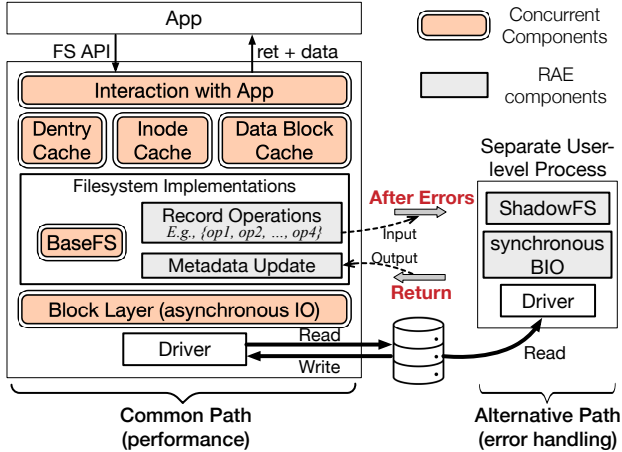 App
Concurrent
Components
FS API
ret + data
RAE
components
Interaction with App
Dentry
Cache
Inode
Cache
Data Block
Cache
Separate User-
level Process
Filesystem Implementations
After Errors
Record Operations
E.g., {op1, op2, ..., op4}
ShadowFS
BaseFS
Input
synchronous
BIO
Metadata Update
Output
Return
Block Layer (asynchronous IO)
Driver
Driver
Read
Write
Read
Common Path
(performance)
Alternative Path
(error handling)